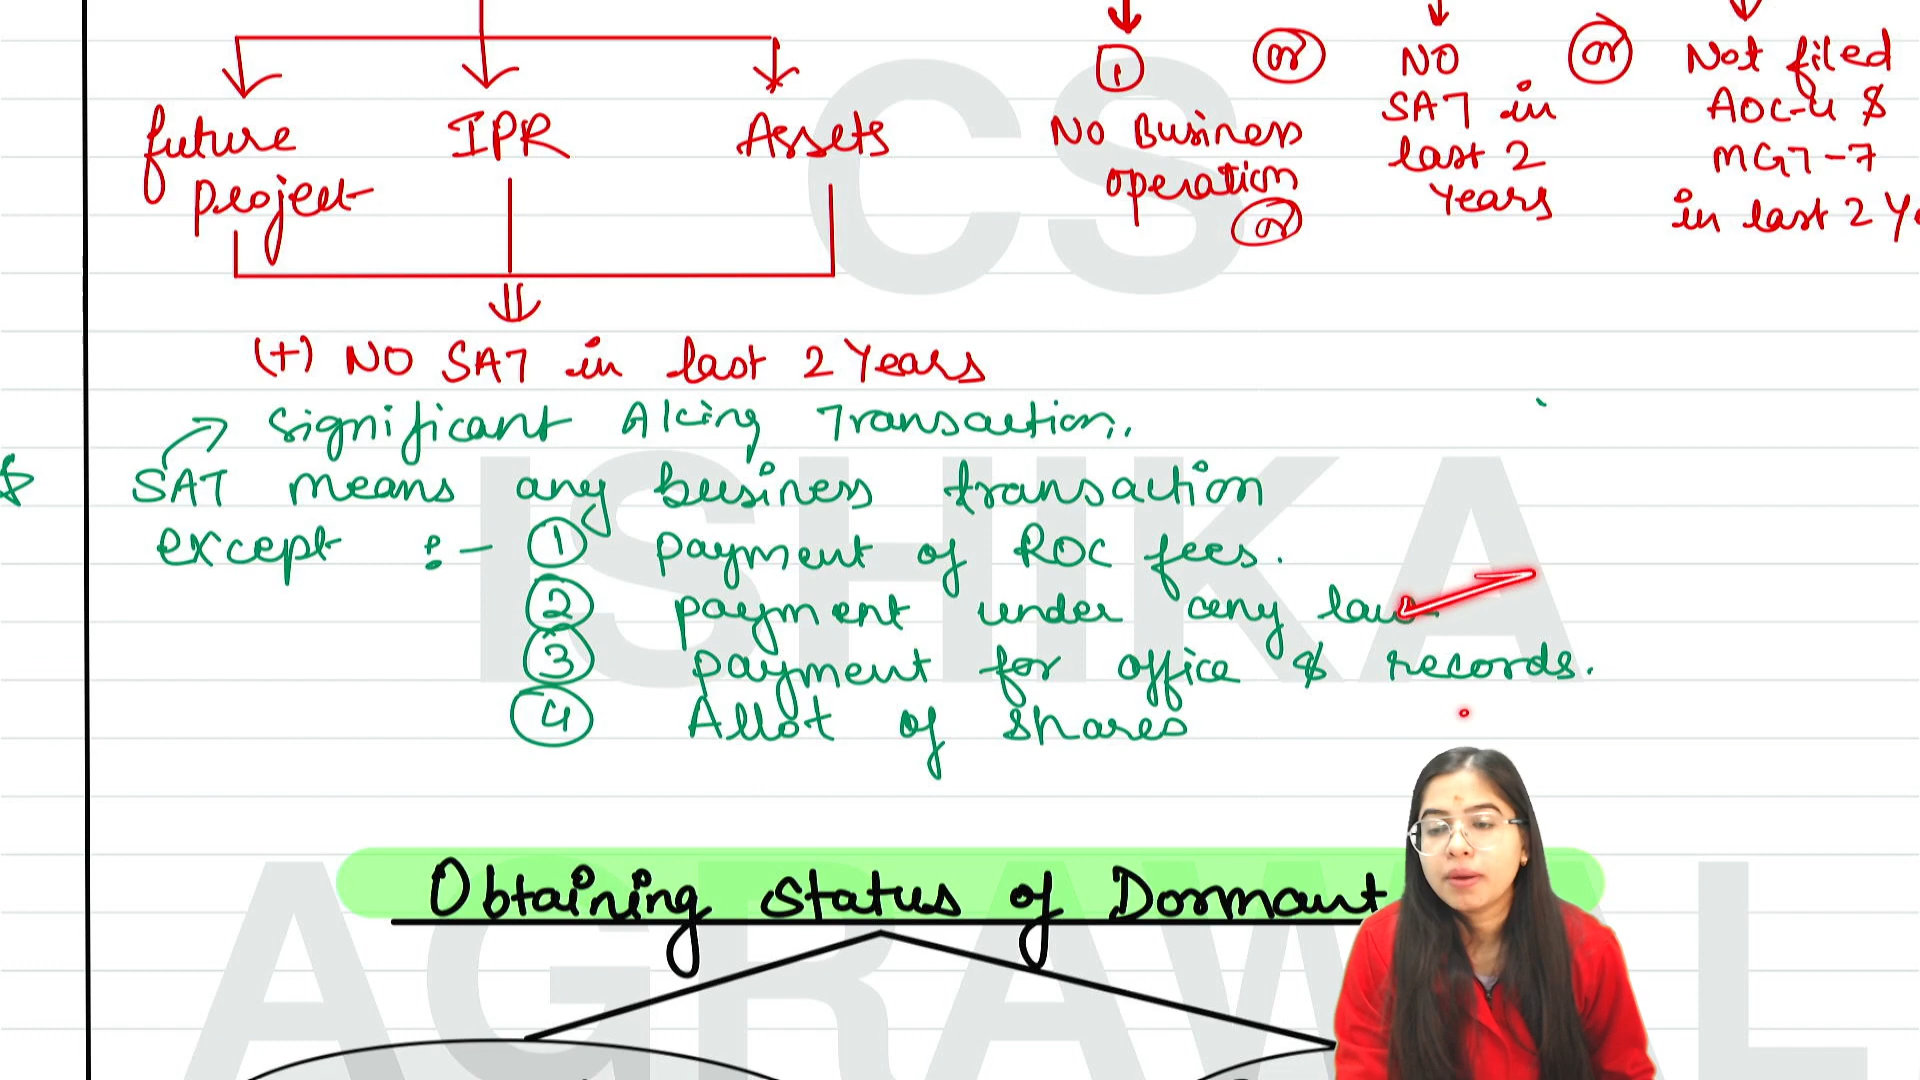 future project
IPR
Assets
(+) NO SAT in last 2 Years
① No Business operation
or
or
NO SAT in last 2 Years
or
Not filed AOC-4 & MGT-7 in last 2
Significant Transaction.
& SAT means any business transaction
except :- ① payment of ROC fees.
② payment under any law
③ payment for office & records.
④ Allot of shares
Obtaining status of Dormant
CS
ISHIKA